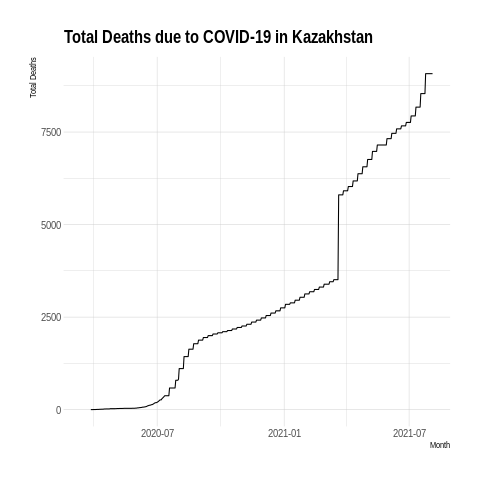 Total Deaths due to COVID-19 in Kazakhstan
Total Deaths
7500
5000
2500
0
2020-07
2021-01
2021-07
Month